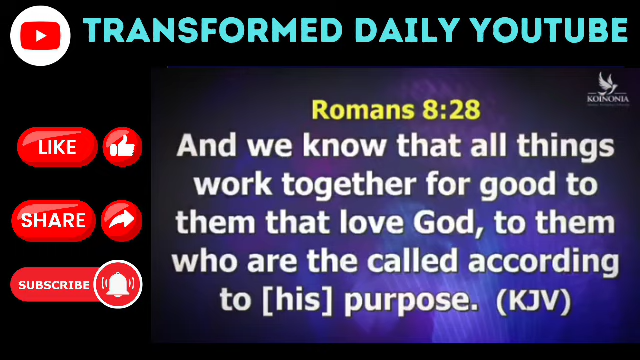 TRANSFORMED DAILY YOUTUBE
KOINONIA
Romans 8:28
LIKE
And we know that all things
work together for good to
SHARE
them that love God, to them
who are the called according
SUBSCRIBE
to [his] purpose. (KJV)